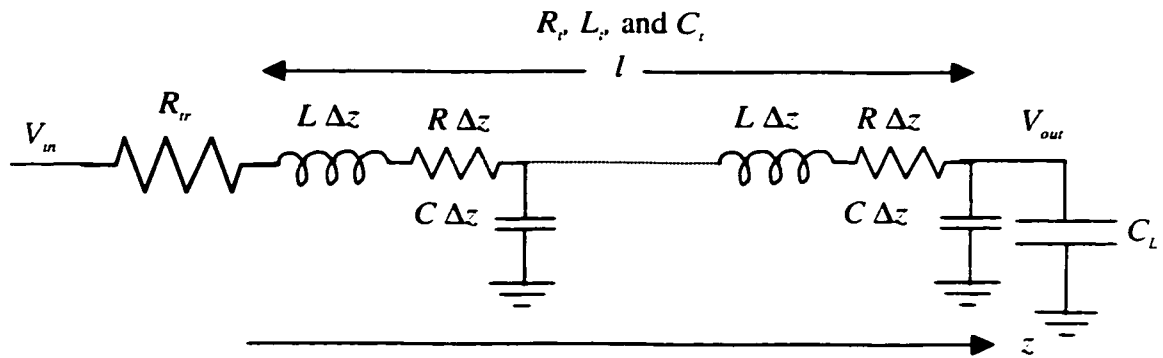 R_t, L_t, and C_t
l
R_tr
L Δz
R Δz
L Δz
R Δz
V_in
V_out
C Δz
C Δz
C_L
z